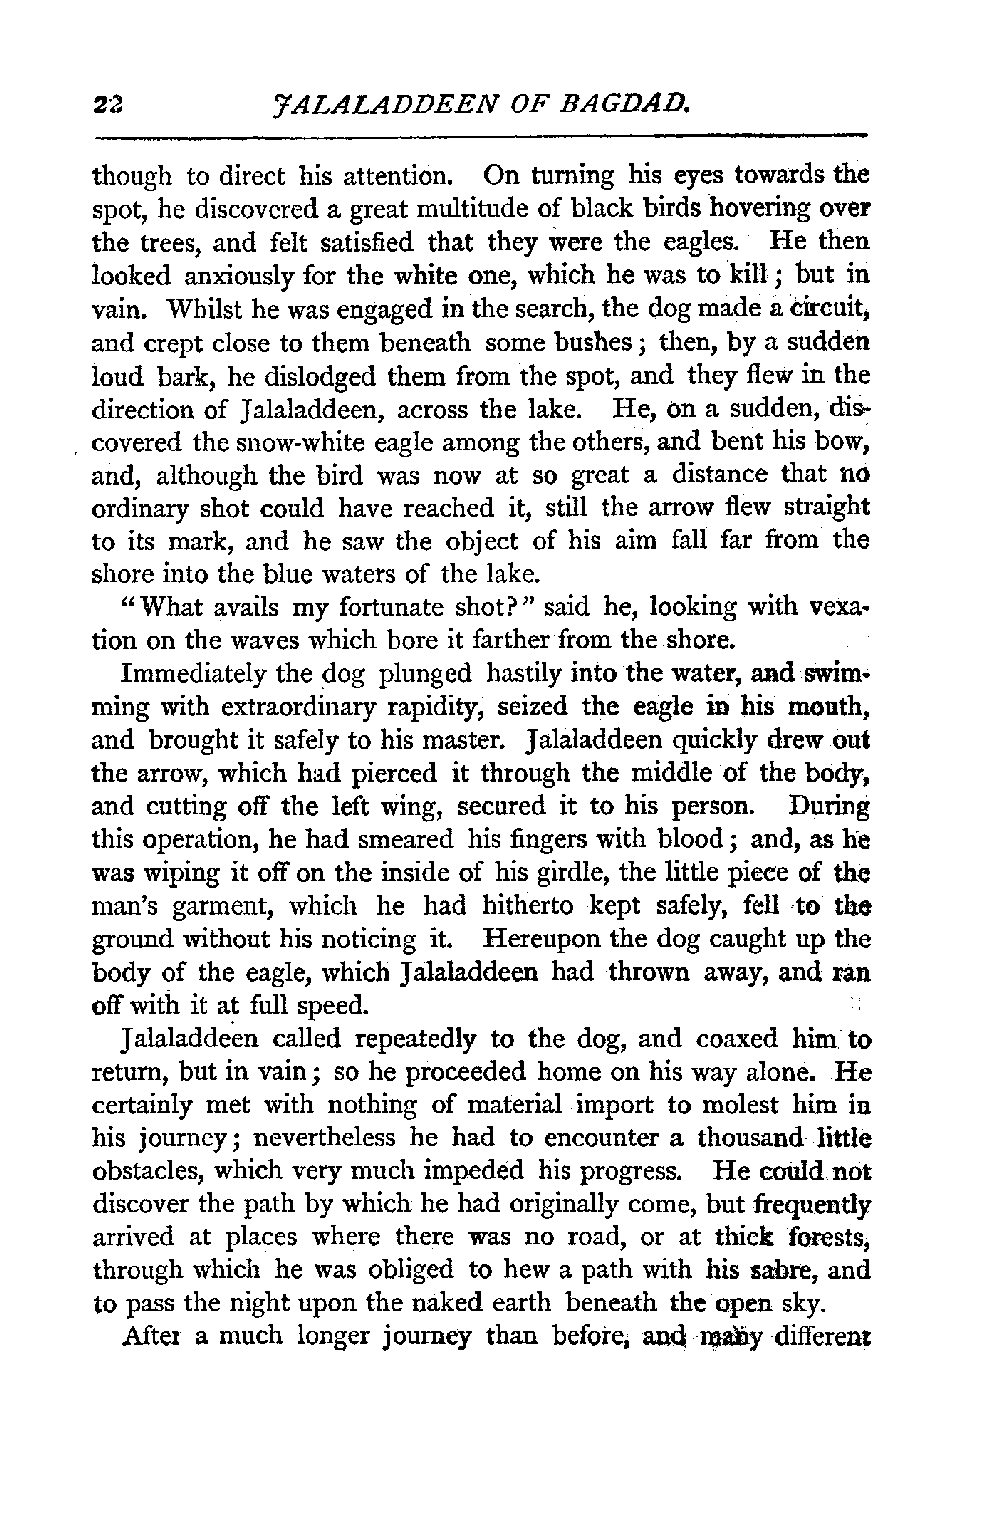 22 JALALADDEEN OF BAGDAD.
though to direct his attention. On turning his eyes towards the
spot, he discovered a great multitude of black birds hovering over
the trees, and felt satisfied that they were the eagles. He then
looked anxiously for the white one, which he was to kill; but in
vain. Whilst he was engaged in the search, the dog made a circuit,
and crept close to them beneath some bushes; then, by a sudden
loud bark, he dislodged them from the spot, and they flew in the
direction of Jalaladdeen, across the lake. He, on a sudden, dis-
covered the snow-white eagle among the others, and bent his bow,
and, although the bird was now at so great a distance that no
ordinary shot could have reached it, still the arrow flew straight
to its mark, and he saw the object of his aim fall far from the
shore into the blue waters of the lake.
"What avails my fortunate shot?" said he, looking with vexa-
tion on the waves which bore it farther from the shore.
Immediately the dog plunged hastily into the water, and swim-
ming with extraordinary rapidity, seized the eagle in his mouth,
and brought it safely to his master. Jalaladdeen quickly drew out
the arrow, which had pierced it through the middle of the body,
and cutting off the left wing, secured it to his person. During
this operation, he had smeared his fingers with blood; and, as he
was wiping it off on the inside of his girdle, the little piece of the
man's garment, which he had hitherto kept safely, fell to the
ground without his noticing it. Hereupon the dog caught up the
body of the eagle, which Jalaladdeen had thrown away, and ran
off with it at full speed.
Jalaladdeen called repeatedly to the dog, and coaxed him to
return, but in vain; so he proceeded home on his way alone. He
certainly met with nothing of material import to molest him in
his journey; nevertheless he had to encounter a thousand little
obstacles, which very much impeded his progress. He could not
discover the path by which he had originally come, but frequently
arrived at places where there was no road, or at thick forests,
through which he was obliged to hew a path with his sabre, and
to pass the night upon the naked earth beneath the open sky.
After a much longer journey than before, and many different